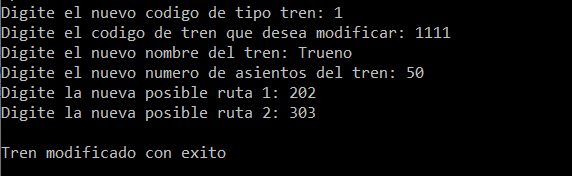 Digite el nuevo codigo de tipo tren: 1
Digite el codigo de tren que desea modificar: 1111
Digite el nuevo nombre del tren: Trueno
Digite el nuevo numero de asientos del tren: 50
Digite la nueva posible ruta 1: 202
Digite la nueva posible ruta 2: 303
Tren modificado con exito